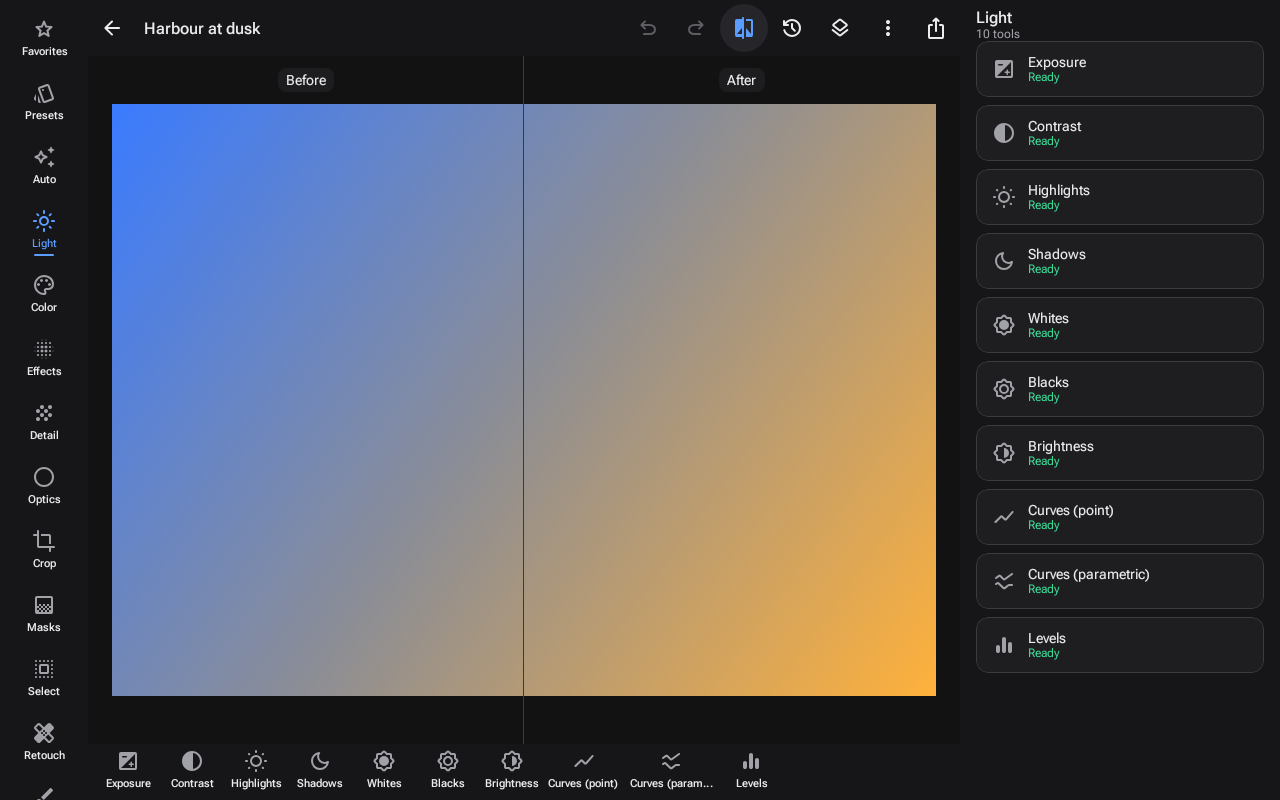 Favorites
Presets
Auto
Light
Color
Effects
Detail
Optics
Crop
Masks
Select
Retouch
Harbour at dusk
Before
After
Exposure
Contrast
Highlights
Shadows
Whites
Blacks
Brightness
Curves (point)
Curves (param...
Levels
Light
10 tools
Exposure
Ready
Contrast
Ready
Highlights
Ready
Shadows
Ready
Whites
Ready
Blacks
Ready
Brightness
Ready
Curves (point)
Ready
Curves (parametric)
Ready
Levels
Ready